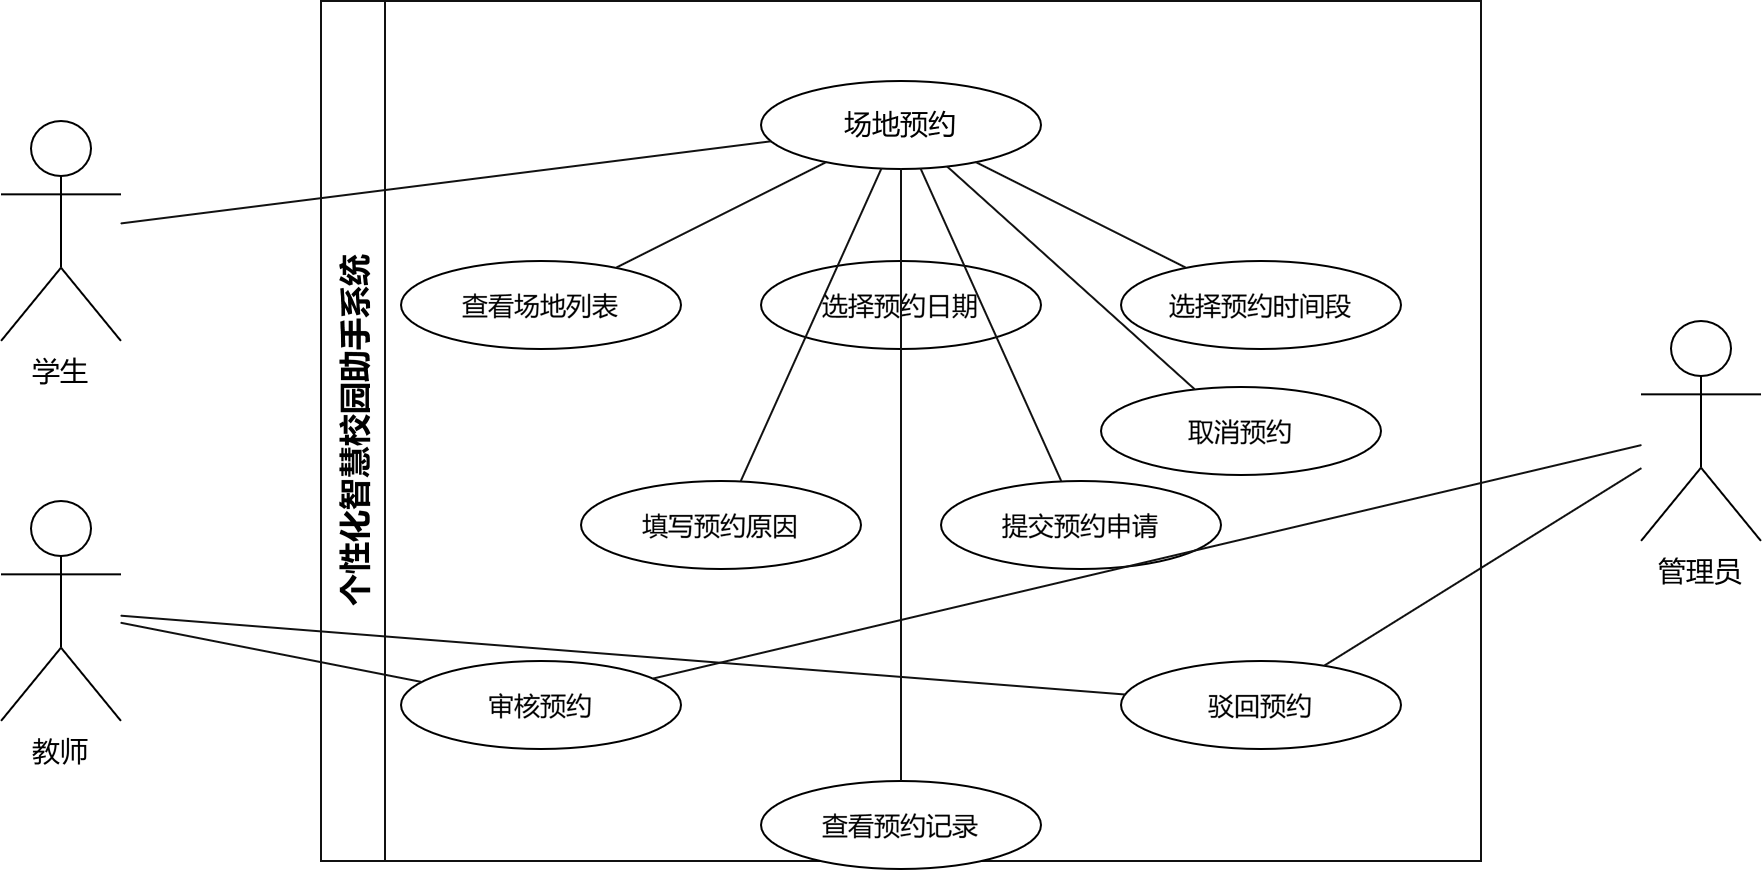 场地预约
个性化智慧校园助手系统
查看场地列表
选择预约日期
选择预约时间段
学生
取消预约
填写预约原因
提交预约申请
管理员
审核预约
驳回预约
教师
查看预约记录